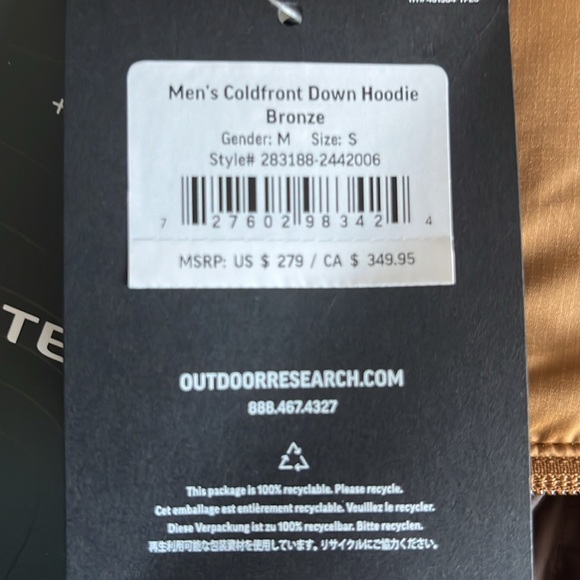 Men's Coldfront Down Hoodie
Bronze
Gender: M Size: S
Style# 283188-2442006
7 27602 98342 4
MSRP: US $ 279 / CA $ 349.95
TE
OUTDOORRESEARCH.COM
888.467.4327
This package is 100% recyclable. Please recycle.
Cet emballage est entièrement recyclable. Veuillez le recycler.
Diese Verpackung ist zu 100% recycelbar. Bitte recyclen.
再生利用可能な包装資材を使用しています。リサイクルにご協力ください。